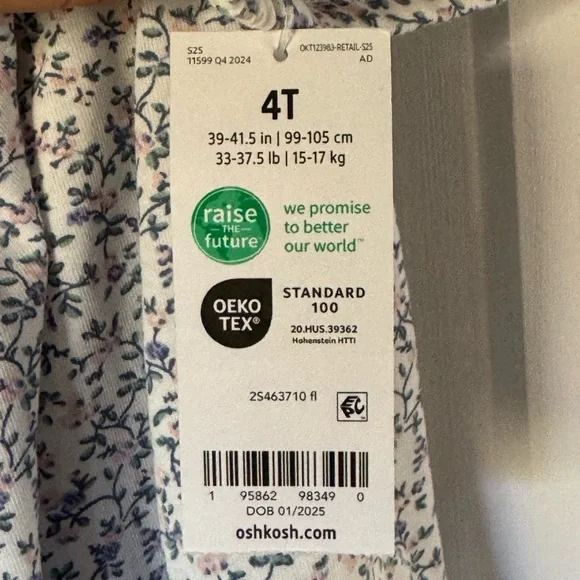 S25
OKT123983-RETAIL-S25
11599 Q4 2024
AD
4T
39-41.5 in | 99-105 cm
33-37.5 lb | 15-17 kg
raise
THE
future
we promise
to better
our world™
OEKO
TEX®
STANDARD
100
20.HUS.39362
Hohenstein HTTI
2S463710 fl
EPC
1 95862 98349 0
DOB 01/2025
oshkosh.com